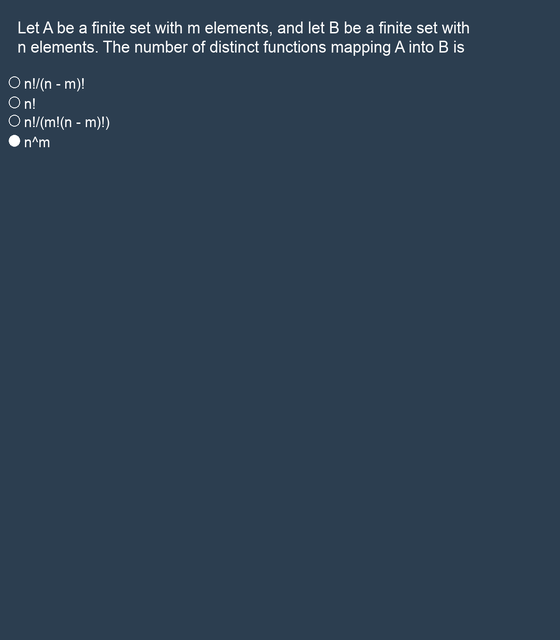 Let A be a finite set with m elements, and let B be a finite set with
n elements. The number of distinct functions mapping A into B is
n!/(n - m)!
n!
n!/(m!(n - m)!)
n^m